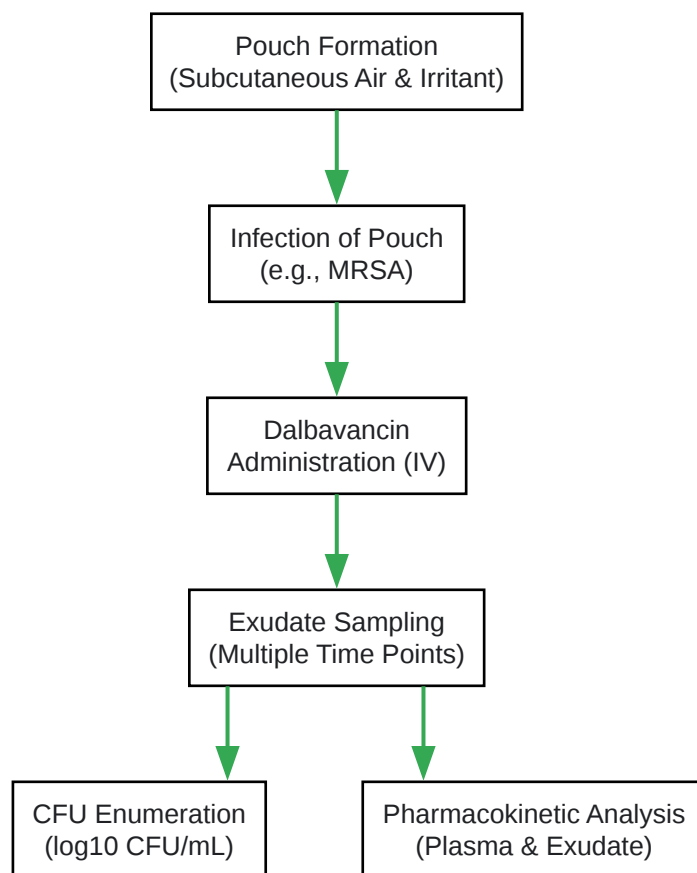 Pouch Formation
(Subcutaneous Air & Irritant)
Infection of Pouch
(e.g., MRSA)
Dalbavancin
Administration (IV)
Exudate Sampling
(Multiple Time Points)
CFU Enumeration
(log10 CFU/mL)
Pharmacokinetic Analysis
(Plasma & Exudate)